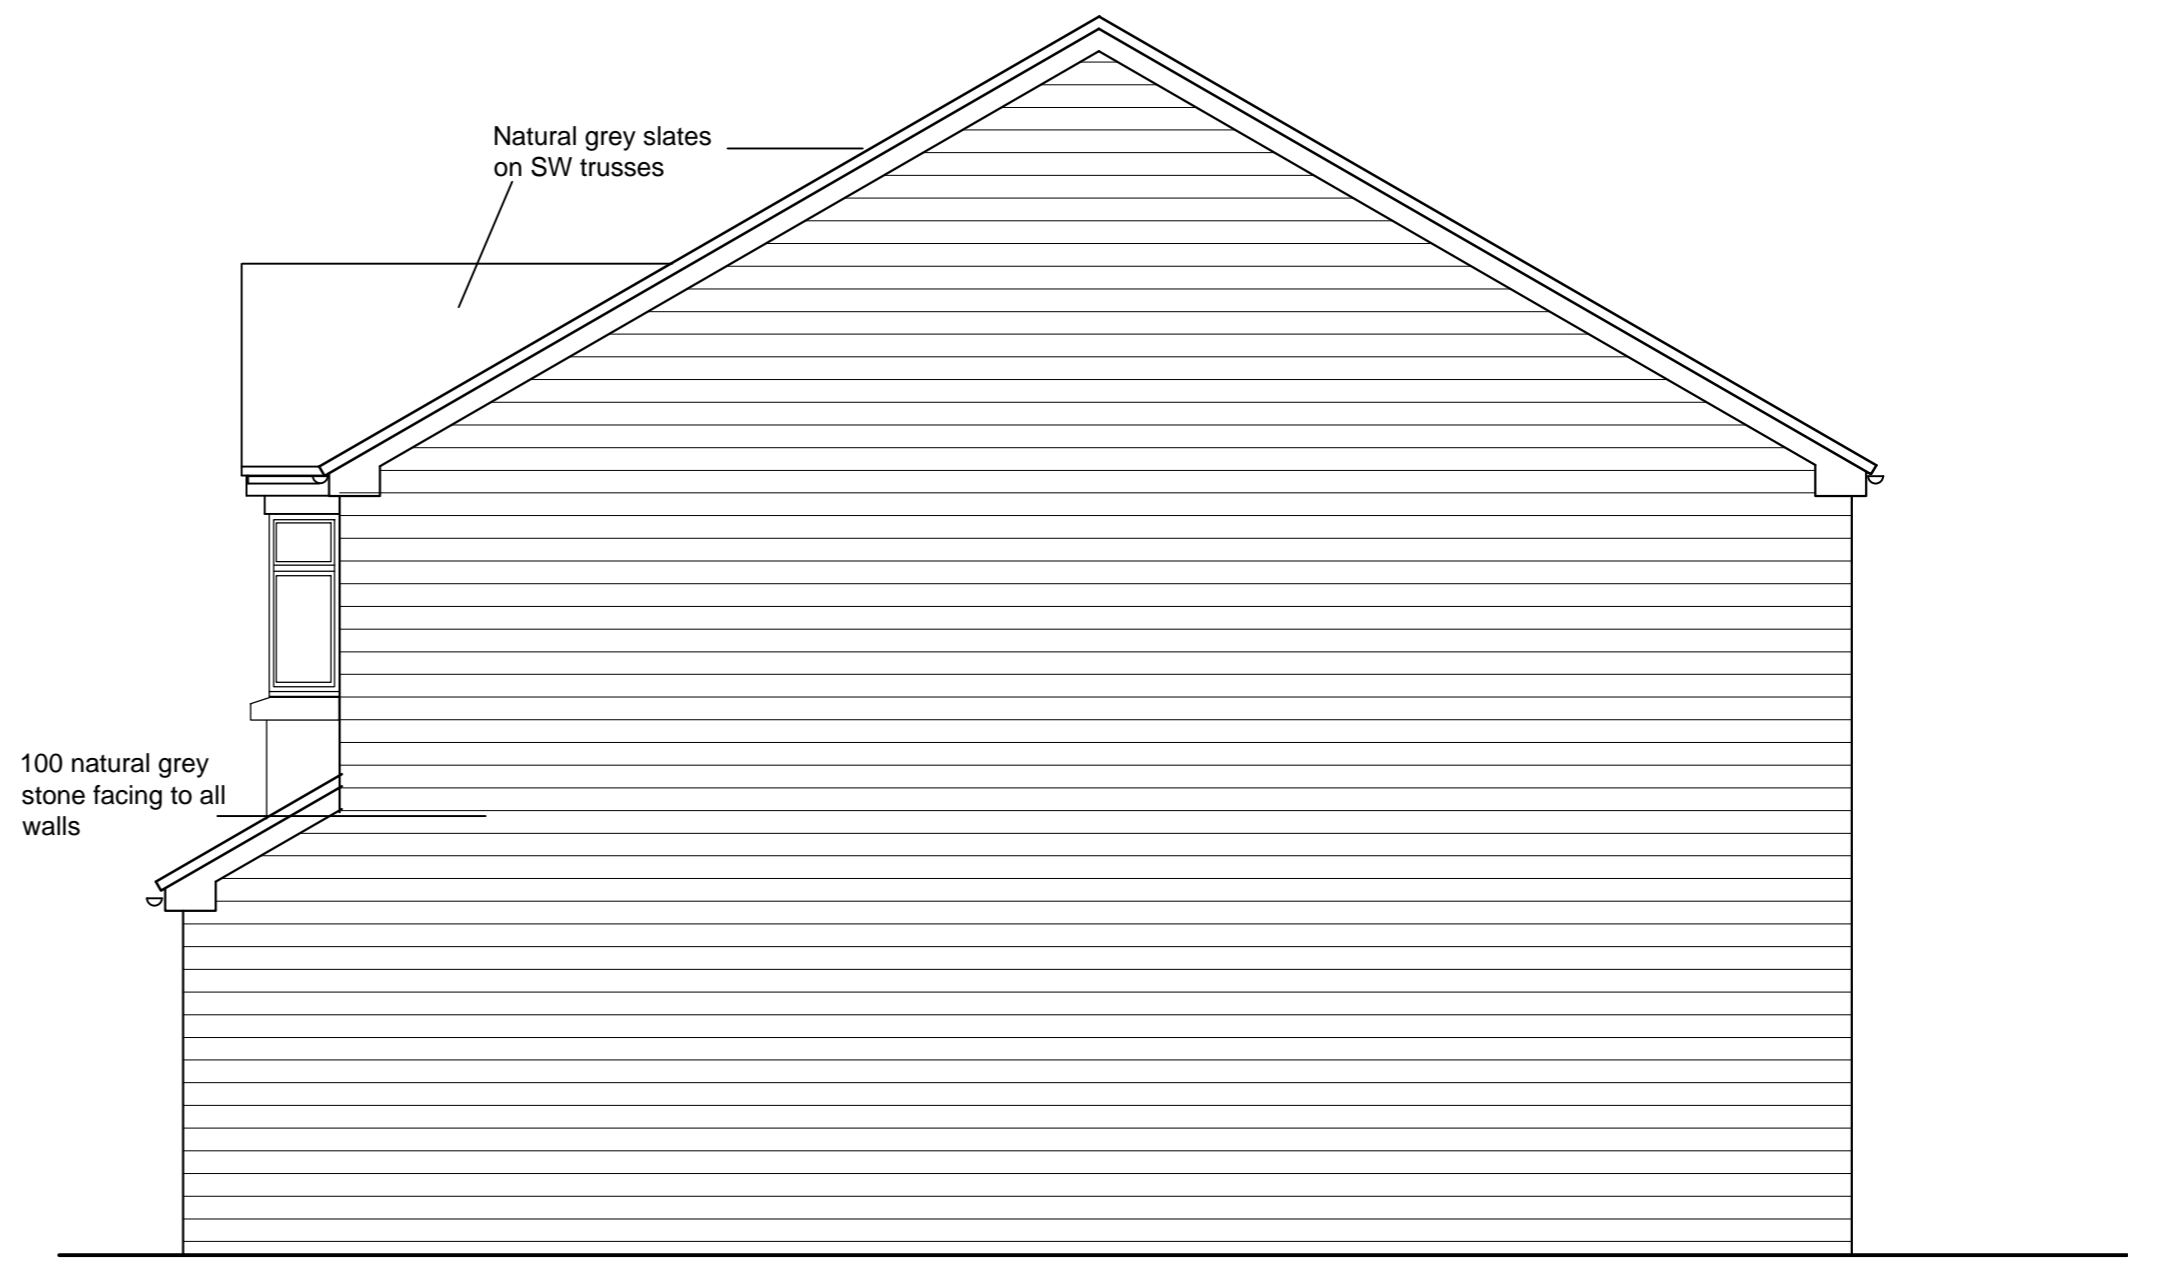 Natural grey slates
on SW trusses
100 natural grey
stone facing to all
walls